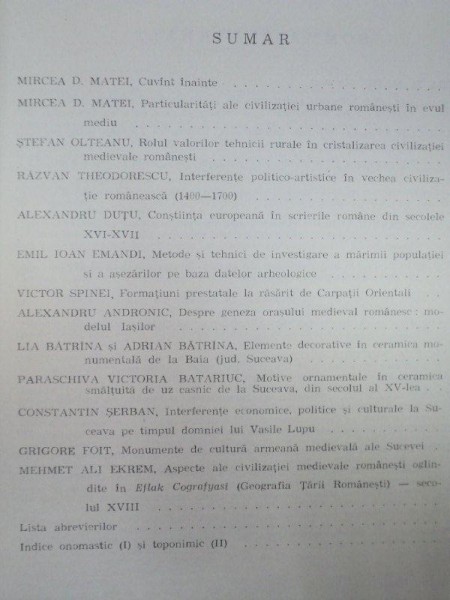 SUMAR
MIRCEA D. MATEI, Cuvînt înainte . . . . . . . . . . . . . . .
MIRCEA D. MATEI, Particularități ale civilizației urbane românești în evul
mediu . . . . . . . . . . . . . . . . . . . . . . . .
ȘTEFAN OLTEANU, Rolul valorilor tehnicii rurale în cristalizarea civilizației
medievale românești . . . . . . . . . . . . . . . . .
RĂZVAN THEODORESCU, Interferențe politico-artistice în vechea civiliza-
ție românească (1400—1700) . . . . . . . . . . . . . .
ALEXANDRU DUȚU, Conștiința europeană în scrierile române din secolele
XVI-XVII . . . . . . . . . . . . . . . . . . . . . .
EMIL IOAN EMANDI, Metode și tehnici de investigare a mărimii populației
și a așezărilor pe baza datelor arheologice . . . . . . . . .
VICTOR SPINEI, Formațiuni prestatale la răsărit de Carpații Orientali . .
ALEXANDRU ANDRONIC, Despre geneza orașului medieval românesc : mo-
delul Iașilor . . . . . . . . . . . . . . . . . . . .
LIA BĂTRÎNA și ADRIAN BĂTRÎNA, Elemente decorative în ceramica mo-
numentală de la Baia (jud. Suceava) . . . . . . . . . . .
PARASCHIVA VICTORIA BATARIUC, Motive ornamentale în ceramica
smălțuită de uz casnic de la Suceava, din secolul al XV-lea . . .
CONSTANTIN ȘERBAN, Interferențe economice, politice și culturale la Su-
ceava pe timpul domniei lui Vasile Lupu . . . . . . . . .
GRIGORE FOIT, Monumente de cultură armeană medievală ale Sucevei .
MEHMET ALI EKREM, Aspecte ale civilizației medievale românești oglin-
dite în Eflak Cografyasi (Geografia Țării Românești) — seco-
lul XVIII . . . . . . . . . . . . . . . . . . . . . .
Lista abrevierilor . . . . . . . . . . . . . . . . . . . .
Indice onomastic (I) și toponimic (II) . . . . . . . . . . . .